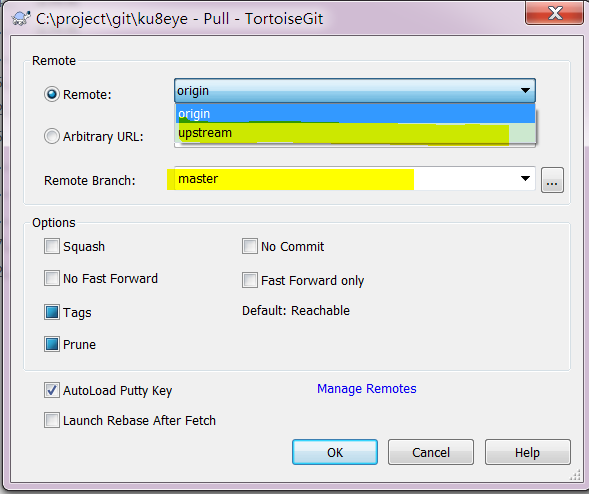 C:\project\git\ku8eye - Pull - TortoiseGit
Remote
Remote:
origin
origin
upstream
Arbitrary URL:
Remote Branch:
master
...
Options
Squash
No Commit
No Fast Forward
Fast Forward only
Tags
Default: Reachable
Prune
AutoLoad Putty Key
Manage Remotes
Launch Rebase After Fetch
OK
Cancel
Help